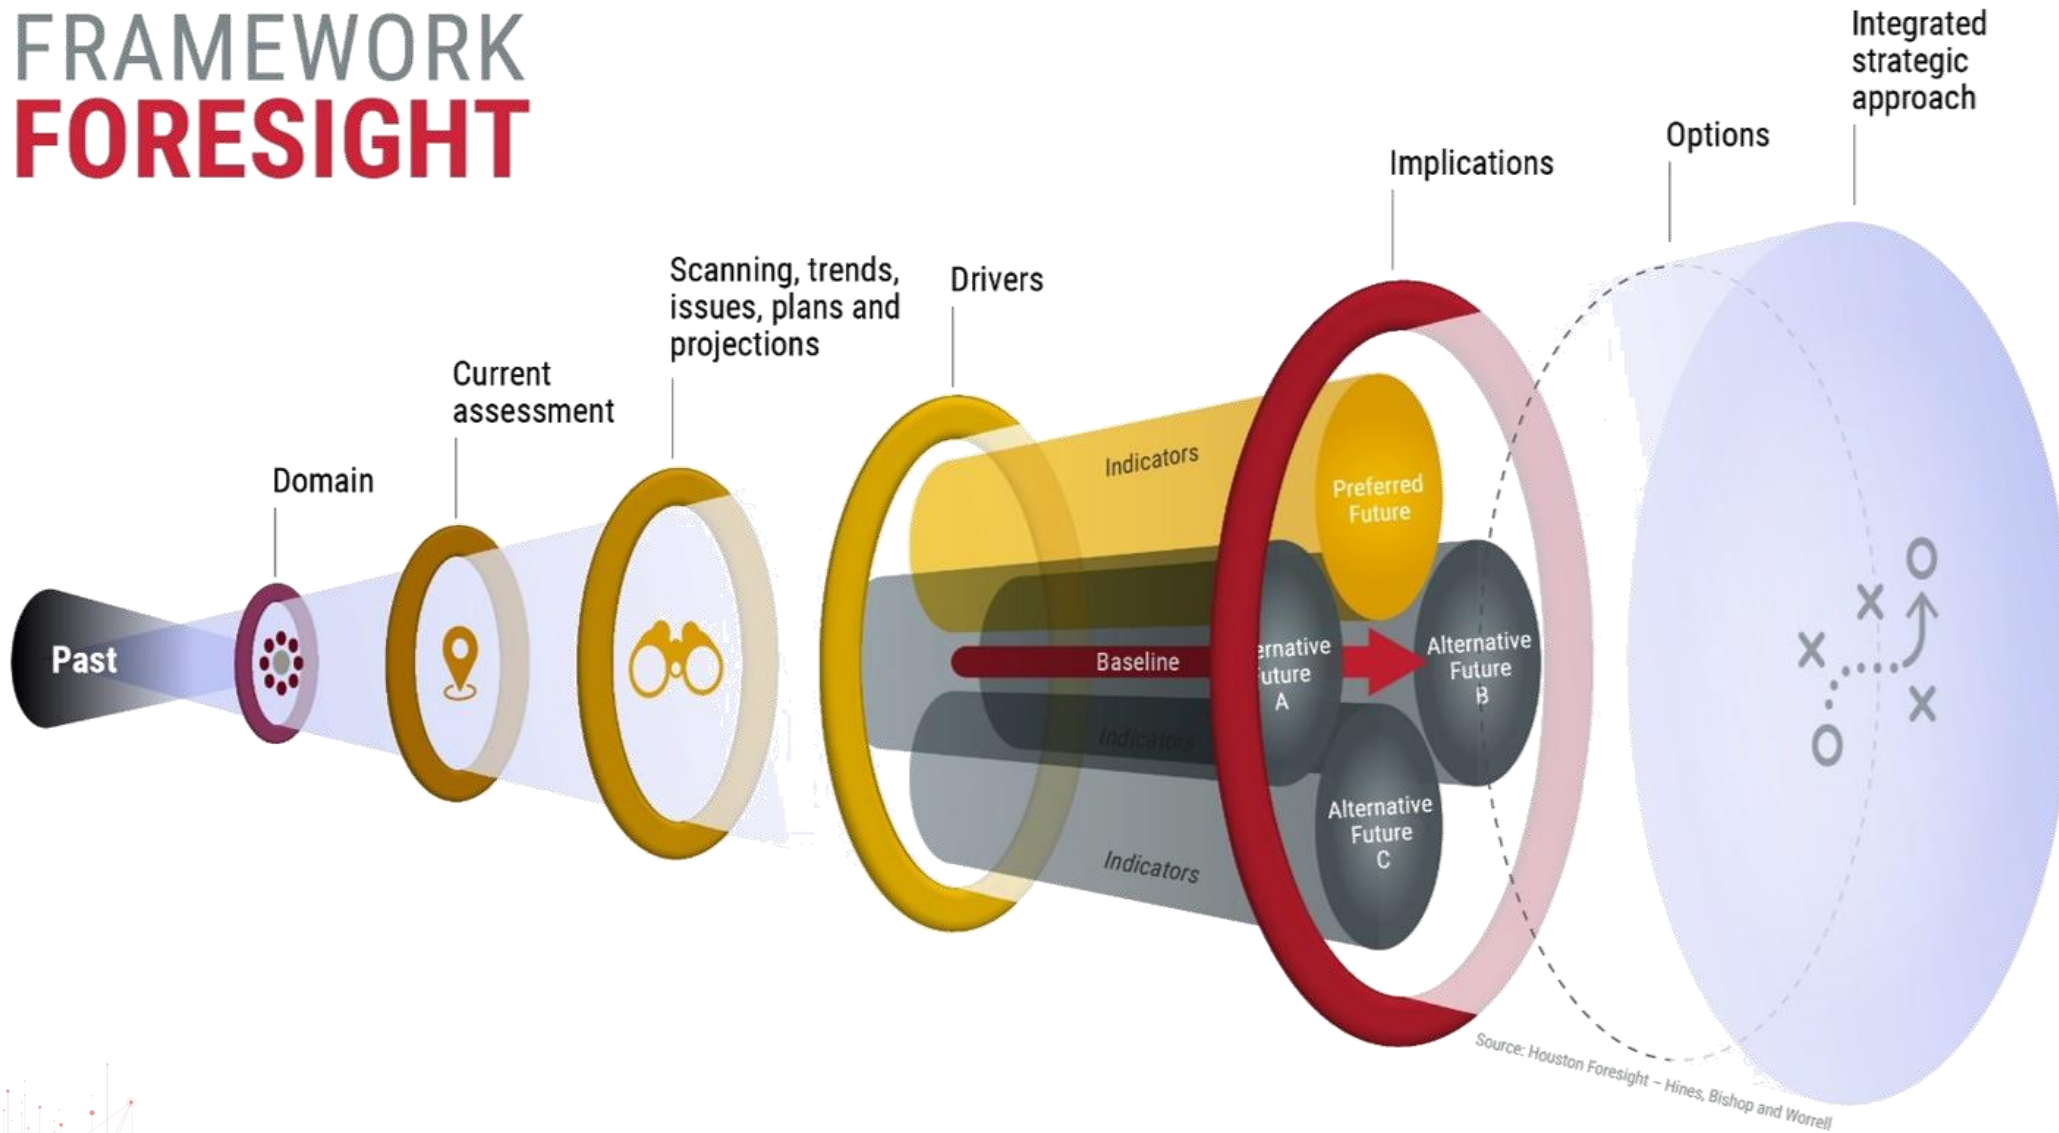 FRAMEWORK
FORESIGHT
Past
Domain
Current
assessment
Scanning, trends,
issues, plans and
projections
Drivers
Implications
Options
Integrated
strategic
approach
Indicators
Preferred
Future
Baseline
ernative
uture
A
Alternative
Future
B
Indicators
Alternative
Future
C
Indicators
Source: Houston Foresight – Hines, Bishop and Worrell